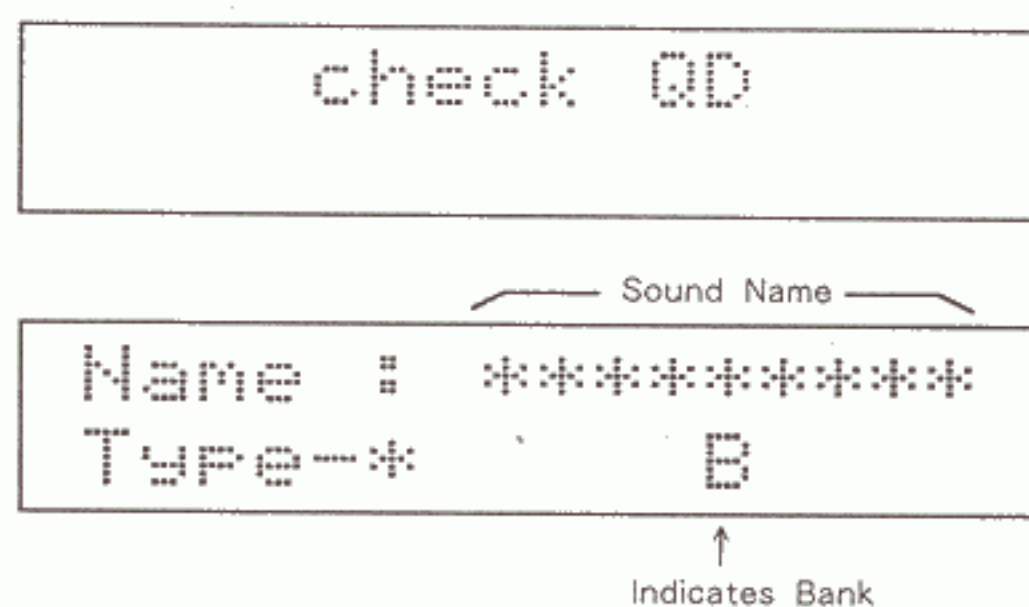 check QD
Sound Name
Name : *********
Type-* B
Indicates Bank